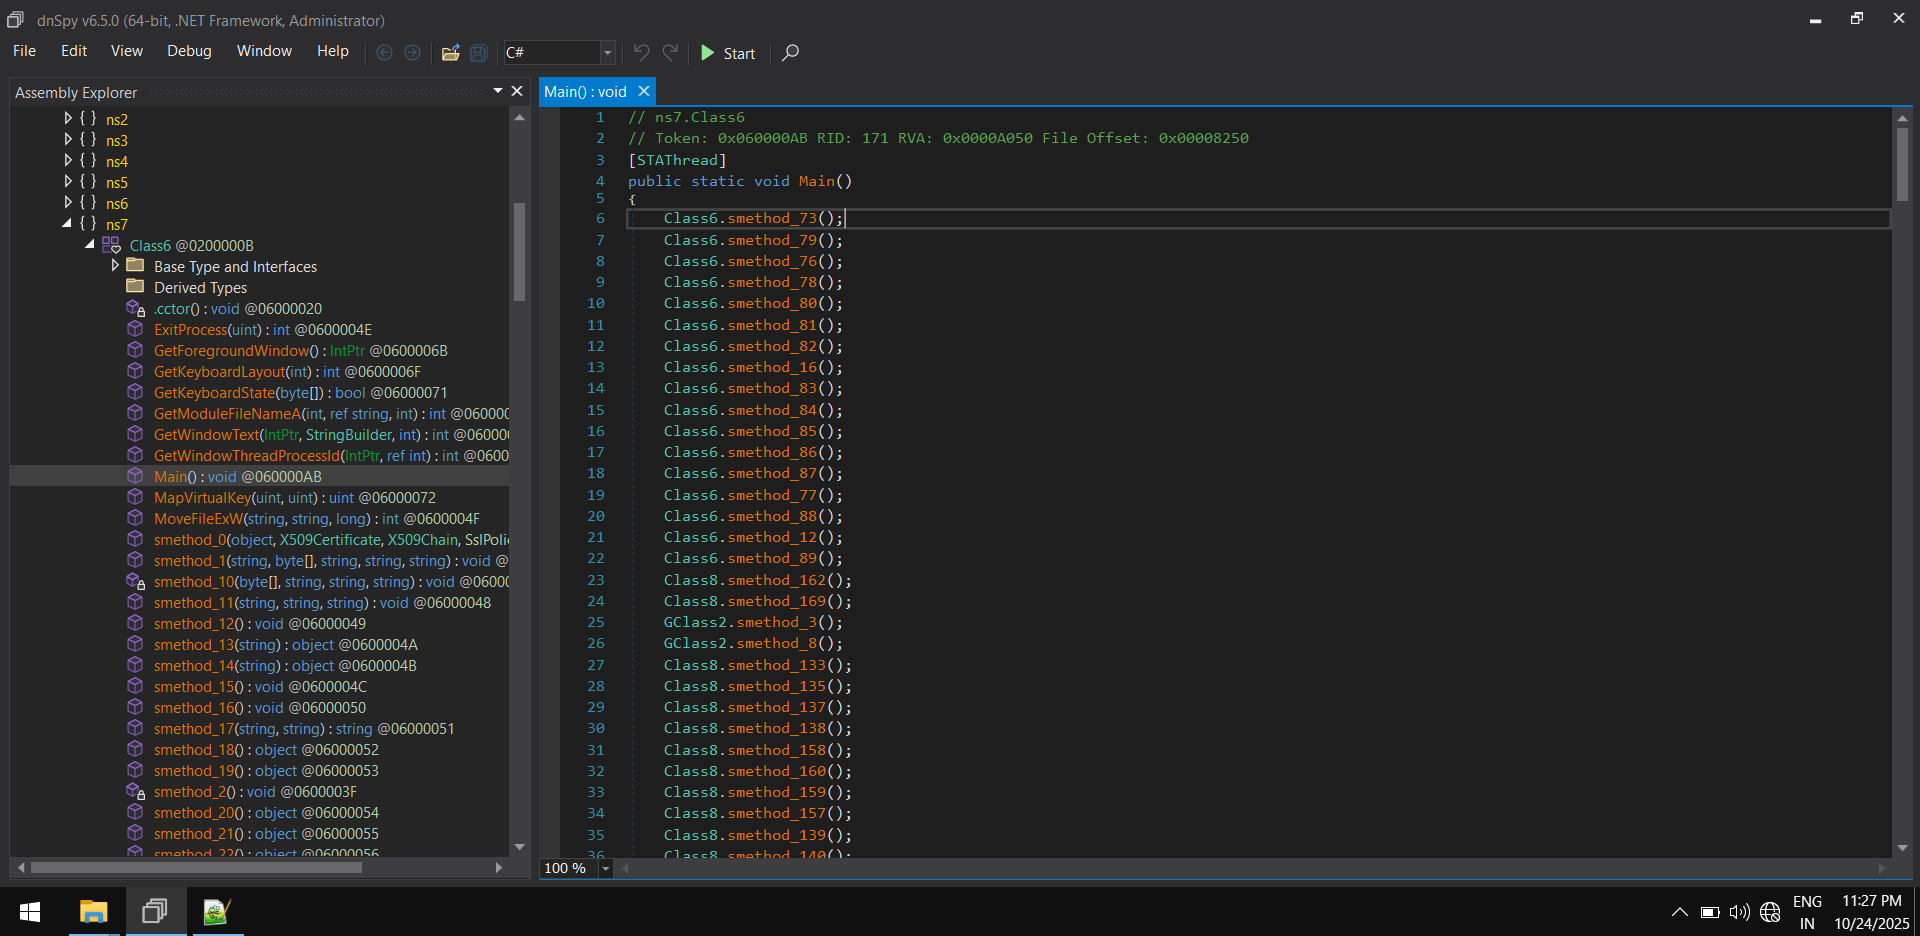 dnSpy v6.5.0 (64-bit, .NET Framework, Administrator)
File Edit View Debug Window Help C# Start
Assembly Explorer
ns2
ns3
ns4
ns5
ns6
ns7
Class6 @0200000B
Base Type and Interfaces
Derived Types
.cctor() : void @06000020
ExitProcess(uint) : int @0600004E
GetForegroundWindow() : IntPtr @0600006B
GetKeyboardLayout(int) : int @0600006F
GetKeyboardState(byte[]) : bool @06000071
GetModuleFileNameA(int, ref string, int) : int @060000
GetWindowText(IntPtr, StringBuilder, int) : int @06000
GetWindowThreadProcessId(IntPtr, ref int) : int @0600
Main() : void @060000AB
MapVirtualKey(uint, uint) : uint @06000072
MoveFileExW(string, string, long) : int @0600004F
smethod_0(object, X509Certificate, X509Chain, SslPoli
smethod_1(string, byte[], string, string, string) : void @
smethod_10(byte[], string, string, string) : void @0600
smethod_11(string, string, string) : void @06000048
smethod_12() : void @06000049
smethod_13(string) : object @0600004A
smethod_14(string) : object @0600004B
smethod_15() : void @0600004C
smethod_16() : void @06000050
smethod_17(string, string) : string @06000051
smethod_18() : object @06000052
smethod_19() : object @06000053
smethod_2() : void @0600003F
smethod_20() : object @06000054
smethod_21() : object @06000055
smethod_22() : object @06000056
Main() : void
1 // ns7.Class6
2 // Token: 0x060000AB RID: 171 RVA: 0x0000A050 File Offset: 0x00008250
3 [STAThread]
4 public static void Main()
5 {
6 Class6.smethod_73();
7 Class6.smethod_79();
8 Class6.smethod_76();
9 Class6.smethod_78();
10 Class6.smethod_80();
11 Class6.smethod_81();
12 Class6.smethod_82();
13 Class6.smethod_16();
14 Class6.smethod_83();
15 Class6.smethod_84();
16 Class6.smethod_85();
17 Class6.smethod_86();
18 Class6.smethod_87();
19 Class6.smethod_77();
20 Class6.smethod_88();
21 Class6.smethod_12();
22 Class6.smethod_89();
23 Class8.smethod_162();
24 Class8.smethod_169();
25 GClass2.smethod_3();
26 GClass2.smethod_8();
27 Class8.smethod_133();
28 Class8.smethod_135();
29 Class8.smethod_137();
30 Class8.smethod_138();
31 Class8.smethod_158();
32 Class8.smethod_160();
33 Class8.smethod_159();
34 Class8.smethod_157();
35 Class8.smethod_139();
36 Class8.smethod_140();
100 %
ENG
IN
11:27 PM
10/24/2025